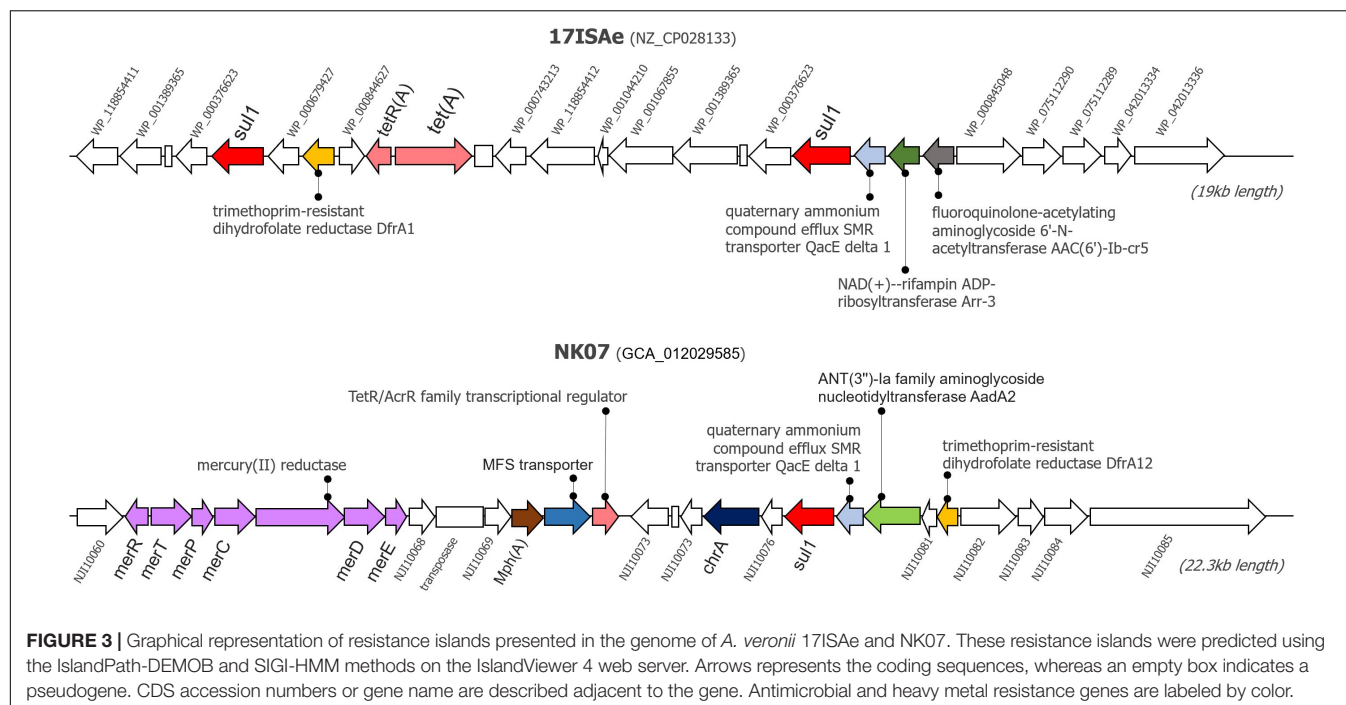 17ISAe (NZ_CP028133)
WP_118854411
WP_001389365
WP_000376623
sul1
WP_000679427
WP_000844627
tetR(A)
tet(A)
WP_000743213
WP_118854412
WP_001044210
WP_001067855
WP_001389365
WP_000376623
sul1
WP_000845048
WP_075112290
WP_075112289
WP_042013334
WP_042013336
(19kb length)
trimethoprim-resistant
dihydrofolate reductase DfrA1
quaternary ammonium
compound efflux SMR
transporter QacE delta 1
fluoroquinolone-acetylating
aminoglycoside 6'-N-
acetyltransferase AAC(6')-Ib-cr5
NAD(+)--rifampin ADP-
ribosyltransferase Arr-3
NK07 (GCA_012029585)
TetR/AcrR family transcriptional regulator
ANT(3")-Ia family aminoglycoside
nucleotidyltransferase AadA2
quaternary ammonium
compound efflux SMR
transporter QacE delta 1
trimethoprim-resistant
dihydrofolate reductase DfrA12
mercury(II) reductase
MFS transporter
NJI10060
merR
merT
merP
merC
merD
merE
NJI10068
transposase
NJI10069
Mph(A)
NJI10073
NJI10073
chrA
NJI10076
sul1
NJI10081
NJI10082
NJI10083
NJI10084
NJI10085
(22.3kb length)
FIGURE 3 | Graphical representation of resistance islands presented in the genome of A. veronii 17ISAe and NK07. These resistance islands were predicted using
the IslandPath-DEMOB and SIGI-HMM methods on the IslandViewer 4 web server. Arrows represents the coding sequences, whereas an empty box indicates a
pseudogene. CDS accession numbers or gene name are described adjacent to the gene. Antimicrobial and heavy metal resistance genes are labeled by color.